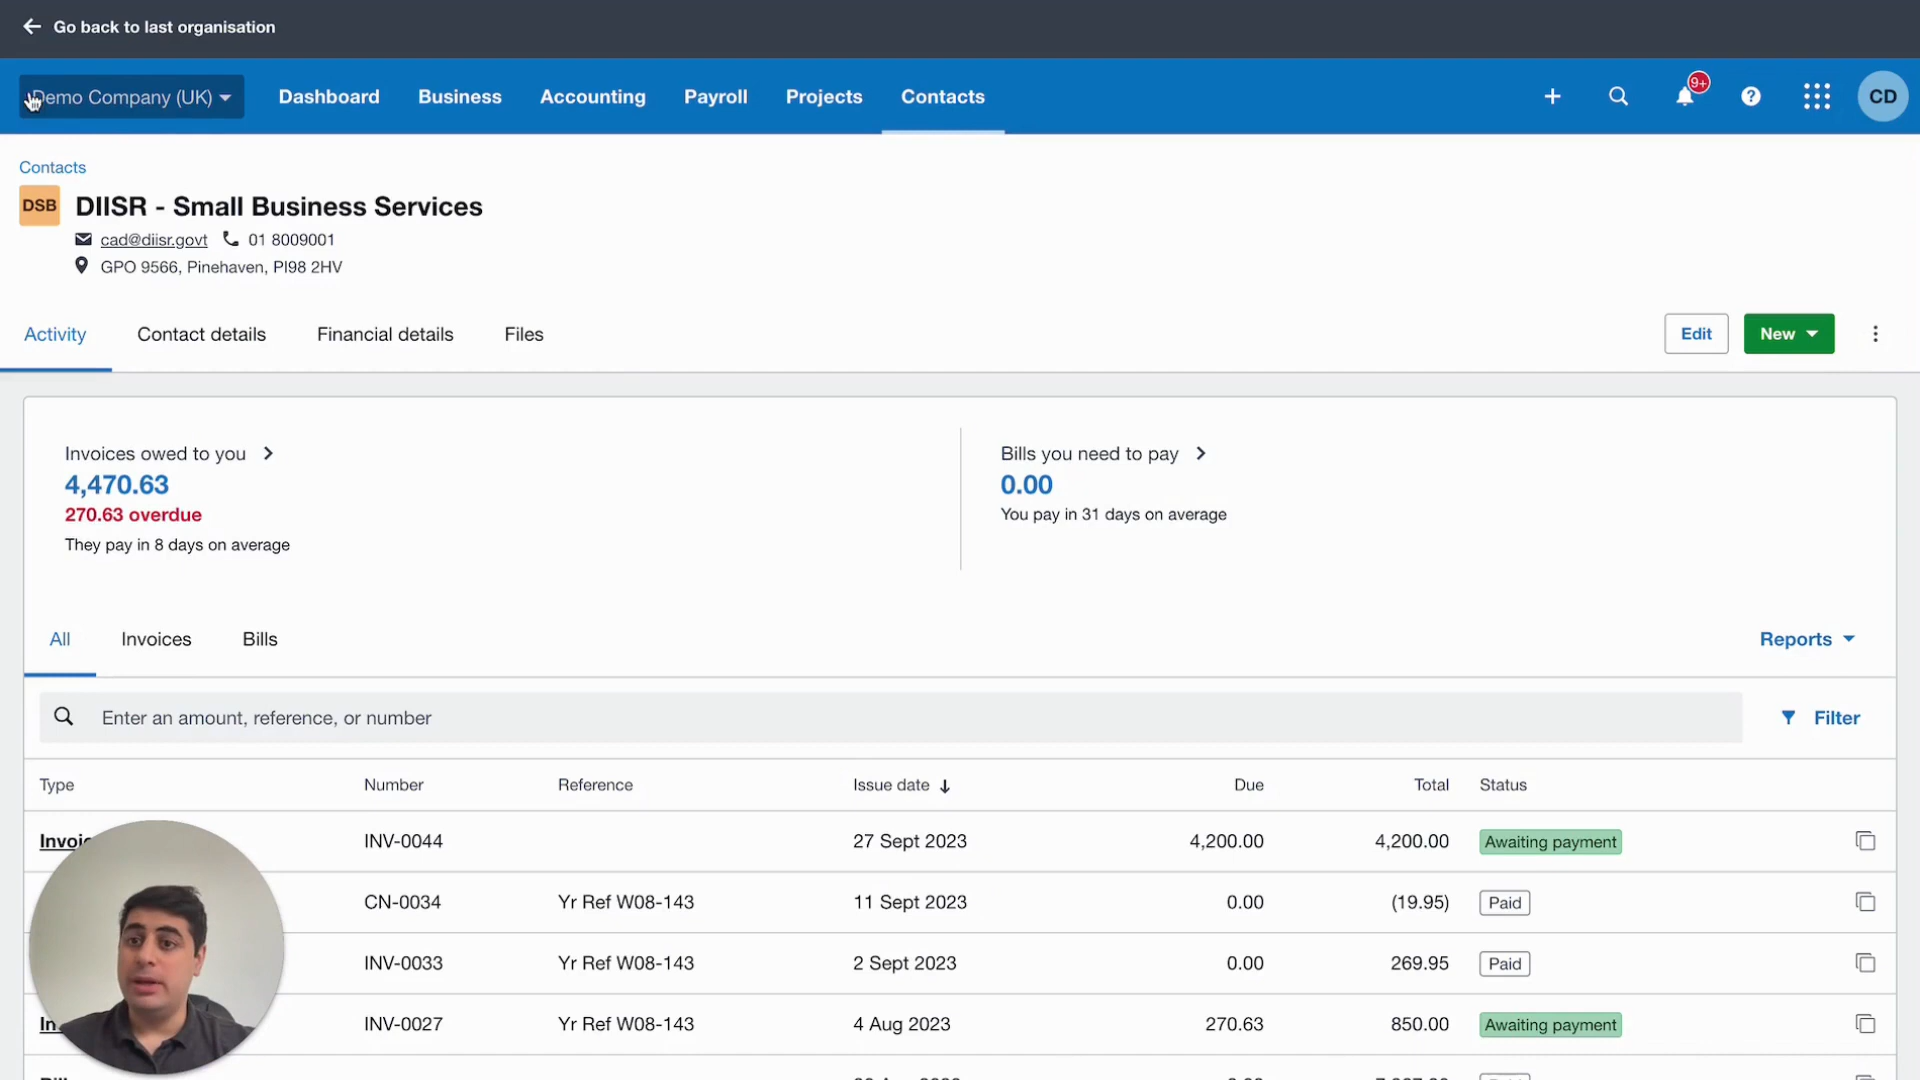 Go back to last organisation
Demo Company (UK)
Dashboard
Business
Accounting
Payroll
Projects
Contacts
9+
?
CD
Contacts
DSB
DIISR - Small Business Services
cad@diisr.govt
01 8009001
GPO 9566, Pinehaven, PI98 2HV
Activity
Contact details
Financial details
Files
Edit
New
Invoices owed to you
4,470.63
270.63 overdue
They pay in 8 days on average
Bills you need to pay
0.00
You pay in 31 days on average
All
Invoices
Bills
Reports
Enter an amount, reference, or number
Filter
Type Number Reference Issue date Due Total Status
INV-0044 27 Sept 2023 4,200.00 4,200.00 Awaiting payment
CN-0034 Yr Ref W08-143 11 Sept 2023 0.00 (19.95) Paid
INV-0033 Yr Ref W08-143 2 Sept 2023 0.00 269.95 Paid
INV-0027 Yr Ref W08-143 4 Aug 2023 270.63 850.00 Awaiting payment